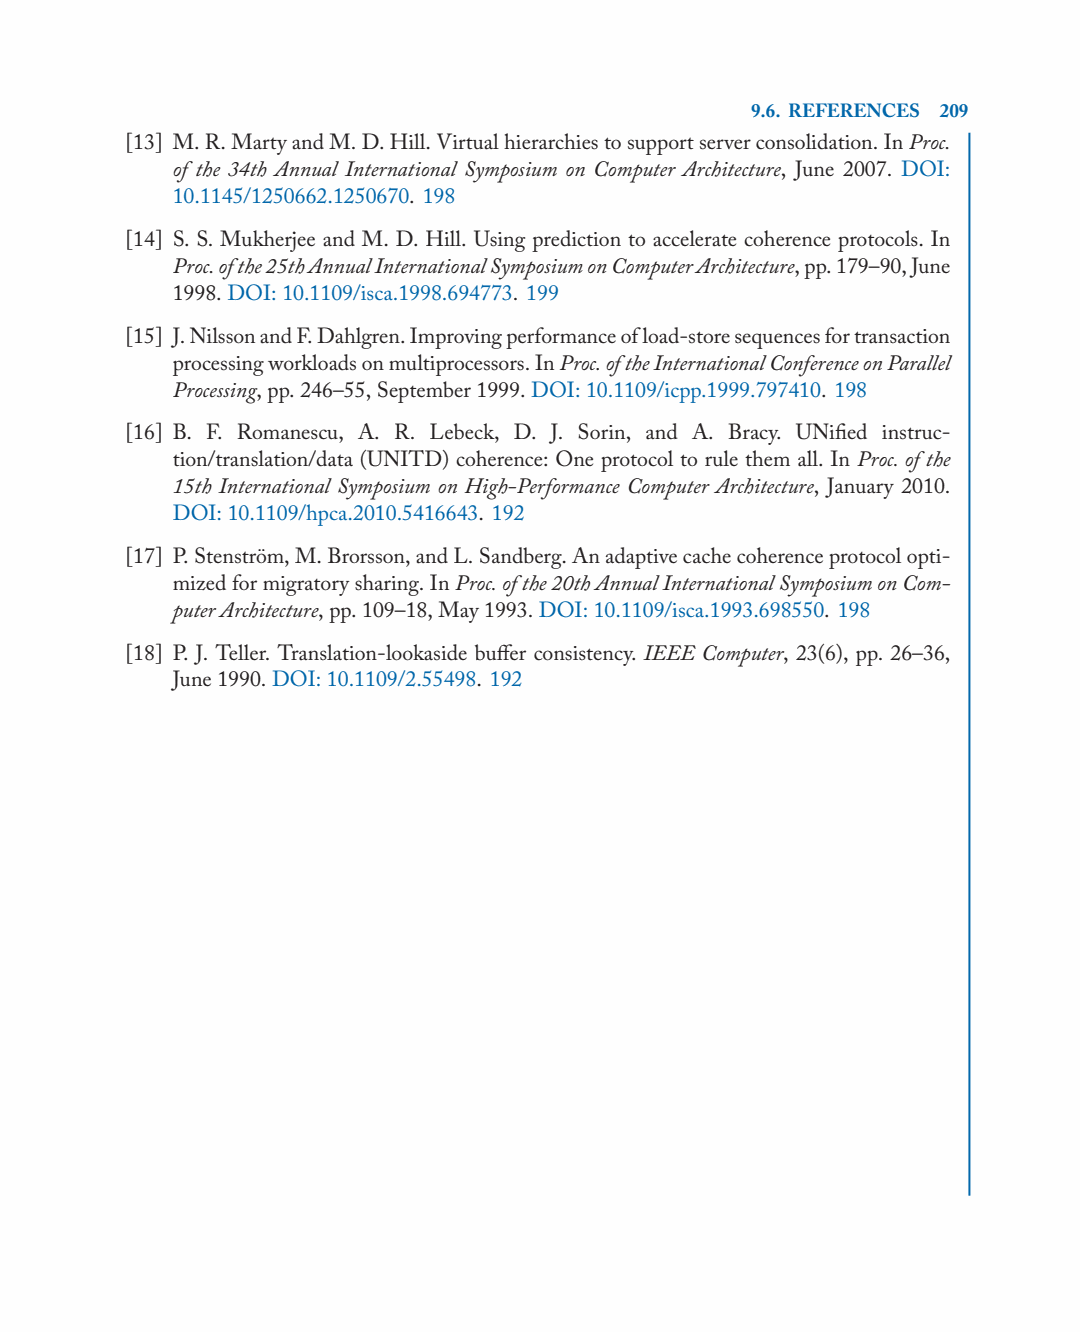 9.6. REFERENCES 209
[13] M. R. Marty and M. D. Hill. Virtual hierarchies to support server consolidation. In Proc.
of the 34th Annual International Symposium on Computer Architecture, June 2007. DOI:
10.1145/1250662.1250670. 198
[14] S. S. Mukherjee and M. D. Hill. Using prediction to accelerate coherence protocols. In
Proc. of the 25th Annual International Symposium on Computer Architecture, pp. 179–90, June
1998. DOI: 10.1109/isca.1998.694773. 199
[15] J. Nilsson and F. Dahlgren. Improving performance of load-store sequences for transaction
processing workloads on multiprocessors. In Proc. of the International Conference on Parallel
Processing, pp. 246–55, September 1999. DOI: 10.1109/icpp.1999.797410. 198
[16] B. F. Romanescu, A. R. Lebeck, D. J. Sorin, and A. Bracy. UNified instruc-
tion/translation/data (UNITD) coherence: One protocol to rule them all. In Proc. of the
15th International Symposium on High-Performance Computer Architecture, January 2010.
DOI: 10.1109/hpca.2010.5416643. 192
[17] P. Stenström, M. Brorsson, and L. Sandberg. An adaptive cache coherence protocol opti-
mized for migratory sharing. In Proc. of the 20th Annual International Symposium on Com-
puter Architecture, pp. 109–18, May 1993. DOI: 10.1109/isca.1993.698550. 198
[18] P. J. Teller. Translation-lookaside buffer consistency. IEEE Computer, 23(6), pp. 26–36,
June 1990. DOI: 10.1109/2.55498. 192